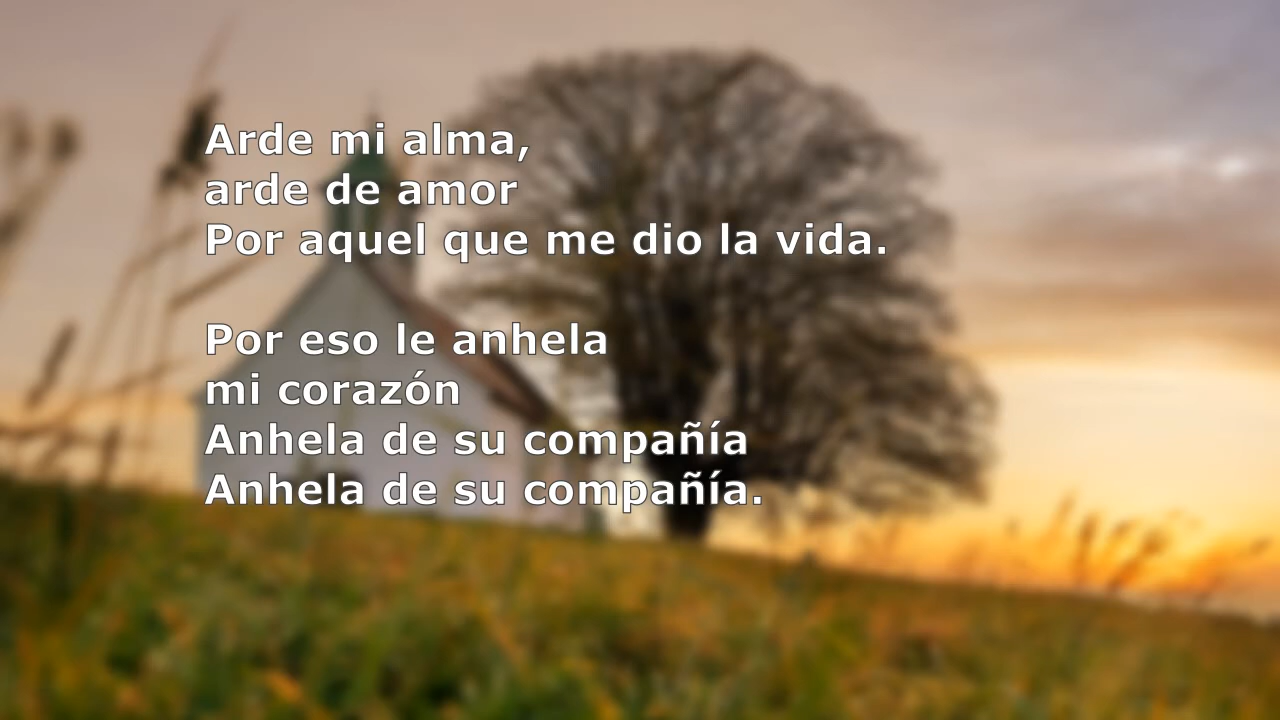 Arde mi alma,
arde de amor
Por aquel que me dio la vida.
Por eso le anhela
mi corazón
Anhela de su compañía
Anhela de su compañía.